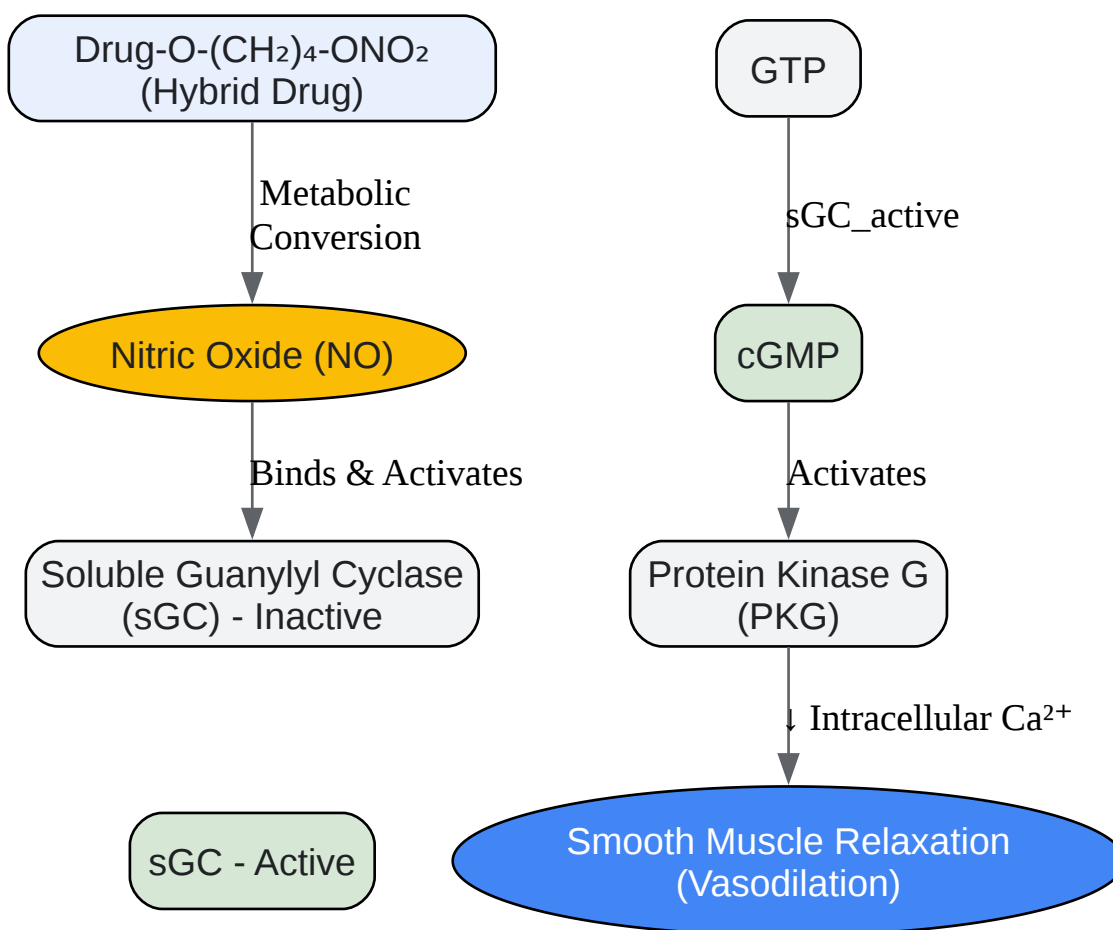 Drug-O-(CH₂)₄-ONO₂
(Hybrid Drug)
Metabolic
Conversion
Nitric Oxide (NO)
Binds & Activates
Soluble Guanylyl Cyclase
(sGC) - Inactive
sGC - Active
GTP
sGC_active
cGMP
Activates
Protein Kinase G
(PKG)
↓ Intracellular Ca²⁺
Smooth Muscle Relaxation
(Vasodilation)